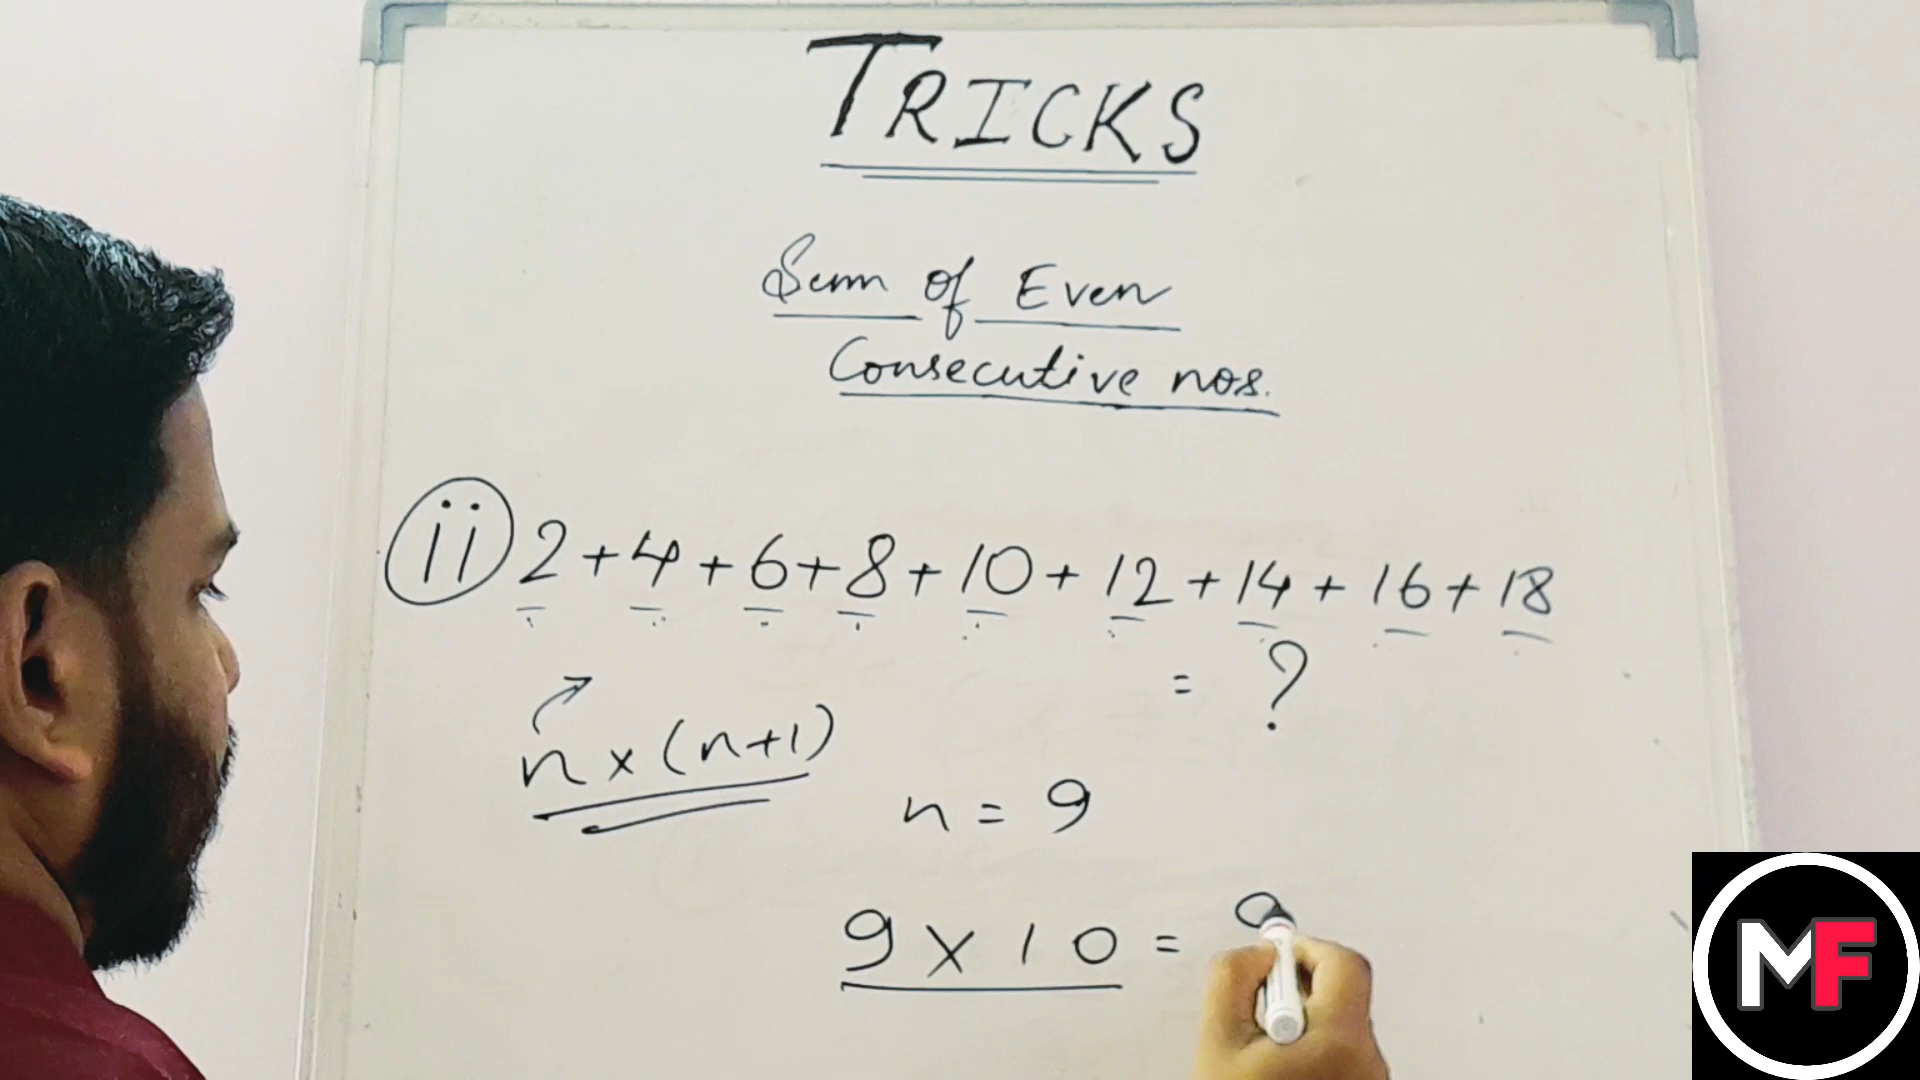 TRICKS
Sum of Even
Consecutive nos.
ii 2 + 4 + 6 + 8 + 10 + 12 + 14 + 16 + 18
= ?
n × (n+1)
n = 9
9 × 10 =
MF